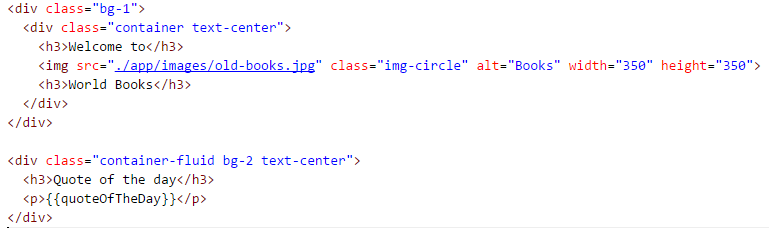 <div class="bg-1">
  <div class="container text-center">
    <h3>Welcome to</h3>
    <img src="./app/images/old-books.jpg" class="img-circle" alt="Books" width="350" height="350">
    <h3>World Books</h3>
  </div>
</div>

<div class="container-fluid bg-2 text-center">
  <h3>Quote of the day</h3>
  <p>{{quoteOfTheDay}}</p>
</div>